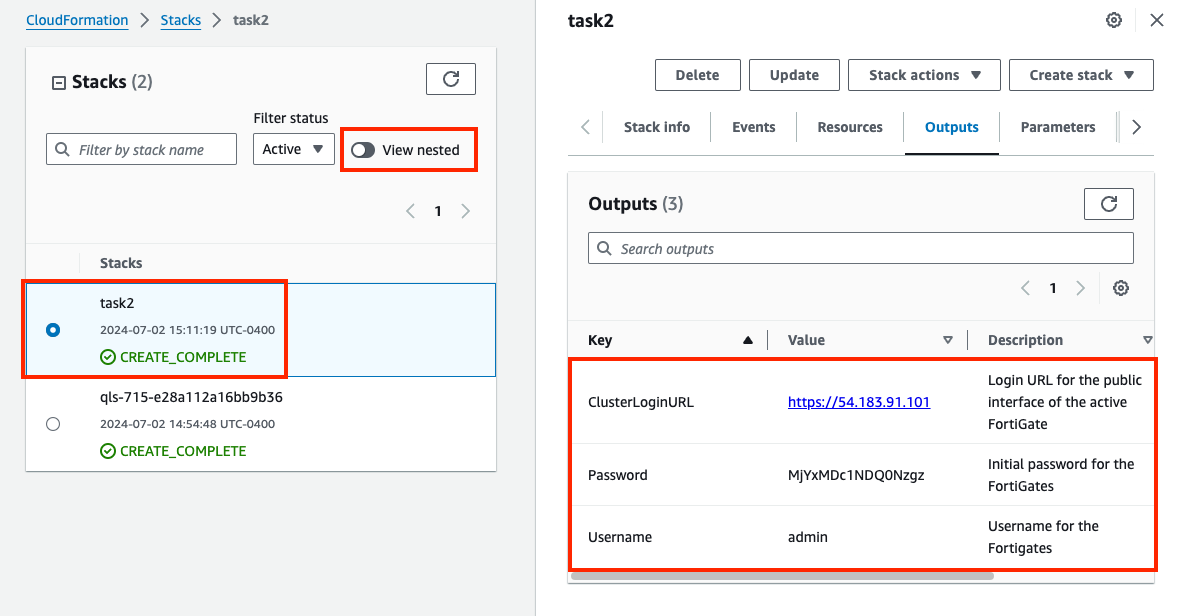 CloudFormation > Stacks > task2
Stacks (2)
Filter status
Filter by stack name
Active
View nested
1
Stacks
task2
2024-07-02 15:11:19 UTC-0400
CREATE_COMPLETE
qls-715-e28a112a16bb9b36
2024-07-02 14:54:48 UTC-0400
CREATE_COMPLETE
task2
Delete Update Stack actions Create stack
Stack info Events Resources Outputs Parameters
Outputs (3)
Search outputs
1
Key Value Description
ClusterLoginURL https://54.183.91.101 Login URL for the public
interface of the active
FortiGate
Password MjYxMDc1NDQ0Nzgz Initial password for the
FortiGates
Username admin Username for the
Fortigates